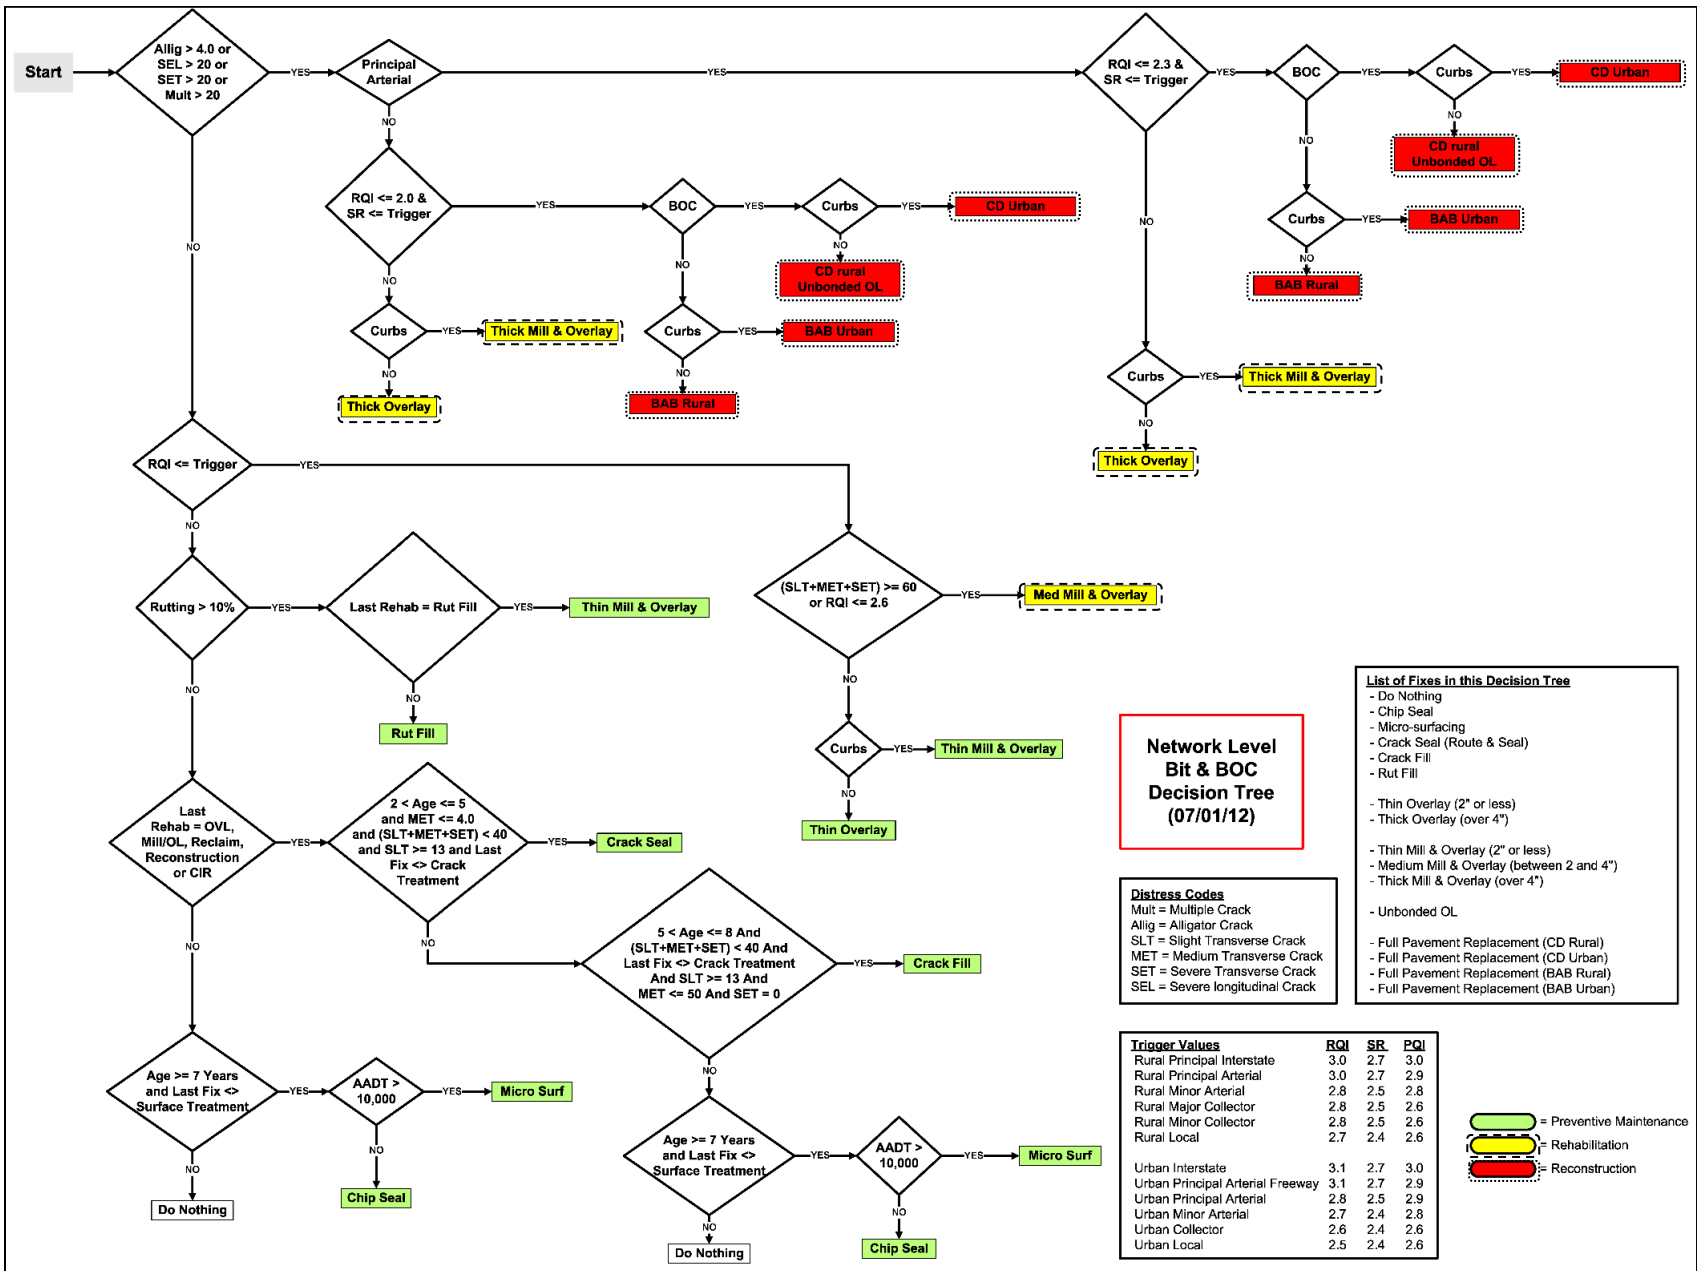 Start
Allig > 4.0 or
SEL > 20 or
SET > 20 or
Mult > 20
YES
Principal
Arterial
YES
RQI <= 2.3 &
SR <= Trigger
YES
BOC
YES
Curbs
YES
CD Urban
NO
CD rural
Unbonded OL
NO
Curbs
YES
BAB Urban
NO
BAB Rural
NO
Curbs
YES
Thick Mill & Overlay
NO
Thick Overlay
NO
RQI <= 2.0 &
SR <= Trigger
YES
BOC
YES
Curbs
YES
CD Urban
NO
CD rural
Unbonded OL
NO
Curbs
YES
BAB Urban
NO
BAB Rural
NO
Curbs
YES
Thick Mill & Overlay
NO
Thick Overlay
NO
RQI <= Trigger
YES
(SLT+MET+SET) >= 60
or RQI <= 2.6
YES
Med Mill & Overlay
NO
Curbs
YES
Thin Mill & Overlay
NO
Thin Overlay
NO
Rutting > 10%
YES
Last Rehab = Rut Fill
YES
Thin Mill & Overlay
NO
Rut Fill
NO
Last
Rehab = OVL,
Mill/OL, Reclaim,
Reconstruction
or CIR
YES
2 < Age <= 5
and MET <= 4.0
and (SLT+MET+SET) < 40
and SLT >= 13 and Last
Fix <> Crack
Treatment
YES
Crack Seal
NO
5 < Age <= 8 And
(SLT+MET+SET) < 40 And
Last Fix <> Crack Treatment
And SLT >= 13 And
MET <= 50 And SET = 0
YES
Crack Fill
NO
Age >= 7 Years
and Last Fix <>
Surface Treatment
YES
AADT >
10,000
YES
Micro Surf
NO
Chip Seal
NO
Do Nothing
NO
Age >= 7 Years
and Last Fix <>
Surface Treatment
YES
AADT >
10,000
YES
Micro Surf
NO
Chip Seal
NO
Do Nothing
Network Level
Bit & BOC
Decision Tree
(07/01/12)
List of Fixes in this Decision Tree
- Do Nothing
- Chip Seal
- Micro-surfacing
- Crack Seal (Route & Seal)
- Crack Fill
- Rut Fill
- Thin Overlay (2" or less)
- Thick Overlay (over 4")
- Thin Mill & Overlay (2" or less)
- Medium Mill & Overlay (between 2 and 4")
- Thick Mill & Overlay (over 4")
- Unbonded OL
- Full Pavement Replacement (CD Rural)
- Full Pavement Replacement (CD Urban)
- Full Pavement Replacement (BAB Rural)
- Full Pavement Replacement (BAB Urban)
Distress Codes
Mult = Multiple Crack
Allig = Alligator Crack
SLT = Slight Transverse Crack
MET = Medium Transverse Crack
SET = Severe Transverse Crack
SEL = Severe longitudinal Crack
Trigger Values RQI SR PQI
Rural Principal Interstate 3.0 2.7 3.0
Rural Principal Arterial 3.0 2.7 2.9
Rural Minor Arterial 2.8 2.5 2.8
Rural Major Collector 2.8 2.5 2.6
Rural Minor Collector 2.8 2.5 2.6
Rural Local 2.7 2.4 2.6
Urban Interstate 3.1 2.7 3.0
Urban Principal Arterial Freeway 3.1 2.7 2.9
Urban Principal Arterial 2.8 2.5 2.9
Urban Minor Arterial 2.7 2.4 2.8
Urban Collector 2.6 2.4 2.6
Urban Local 2.5 2.4 2.6
= Preventive Maintenance
= Rehabilitation
= Reconstruction